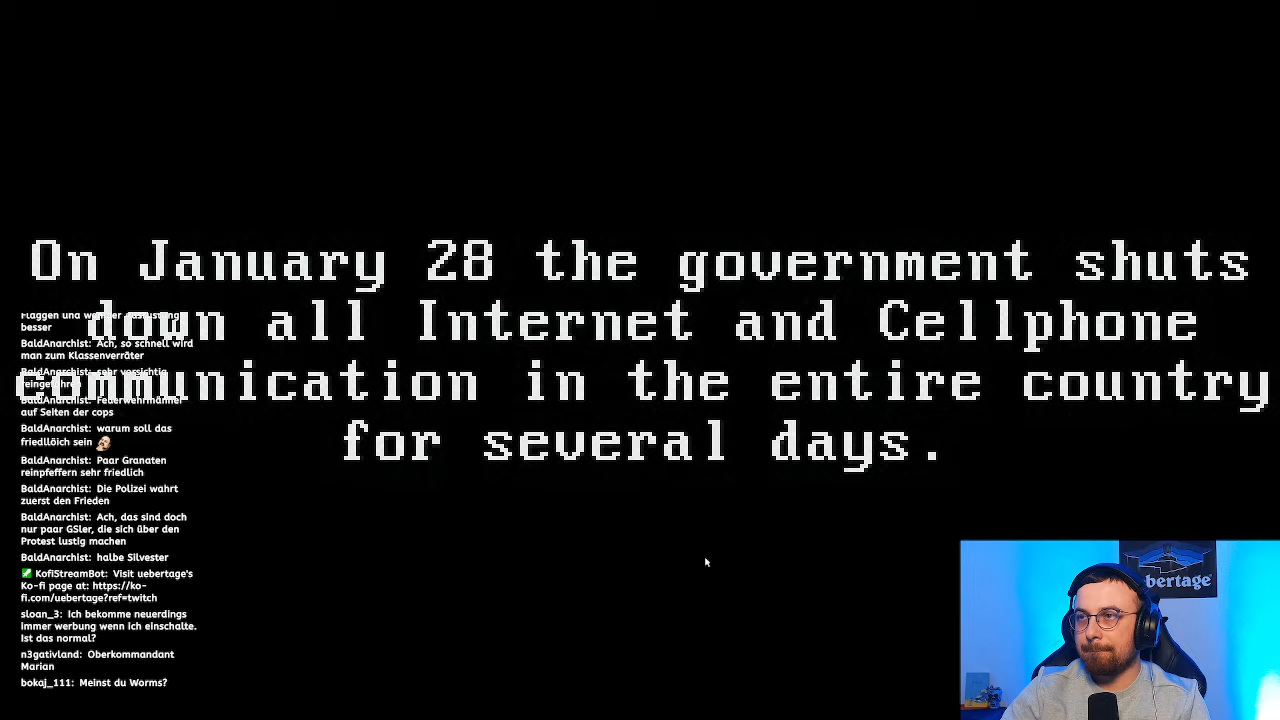 On January 28 the government shuts
down all Internet and Cellphone
communication in the entire country
for several days.
besser
BaldAnarchist: Ach, so schnell wird
man zum Klassenverräter
BaldAnarchist: sehr vorsichtig
reingefahren
BaldAnarchist: Feuerwehrmänner
auf Seiten der cops
BaldAnarchist: warum soll das
friedllöich sein
BaldAnarchist: Paar Granaten
reinpfeffern sehr friedlich
BaldAnarchist: Die Polizei wahrt
zuerst den Frieden
BaldAnarchist: Ach, das sind doch
nur paar GSler, die sich über den
Protest lustig machen
BaldAnarchist: halbe Silvester
KofiStreamBot: Visit uebertage's
Ko-fi page at: https://ko-
fi.com/uebertage?ref=twitch
sloan_3: Ich bekomme neuerdings
immer werbung wenn ich einschalte.
Ist das normal?
n3gativland: Oberkommandant
Marian
bokaj_111: Meinst du Worms?